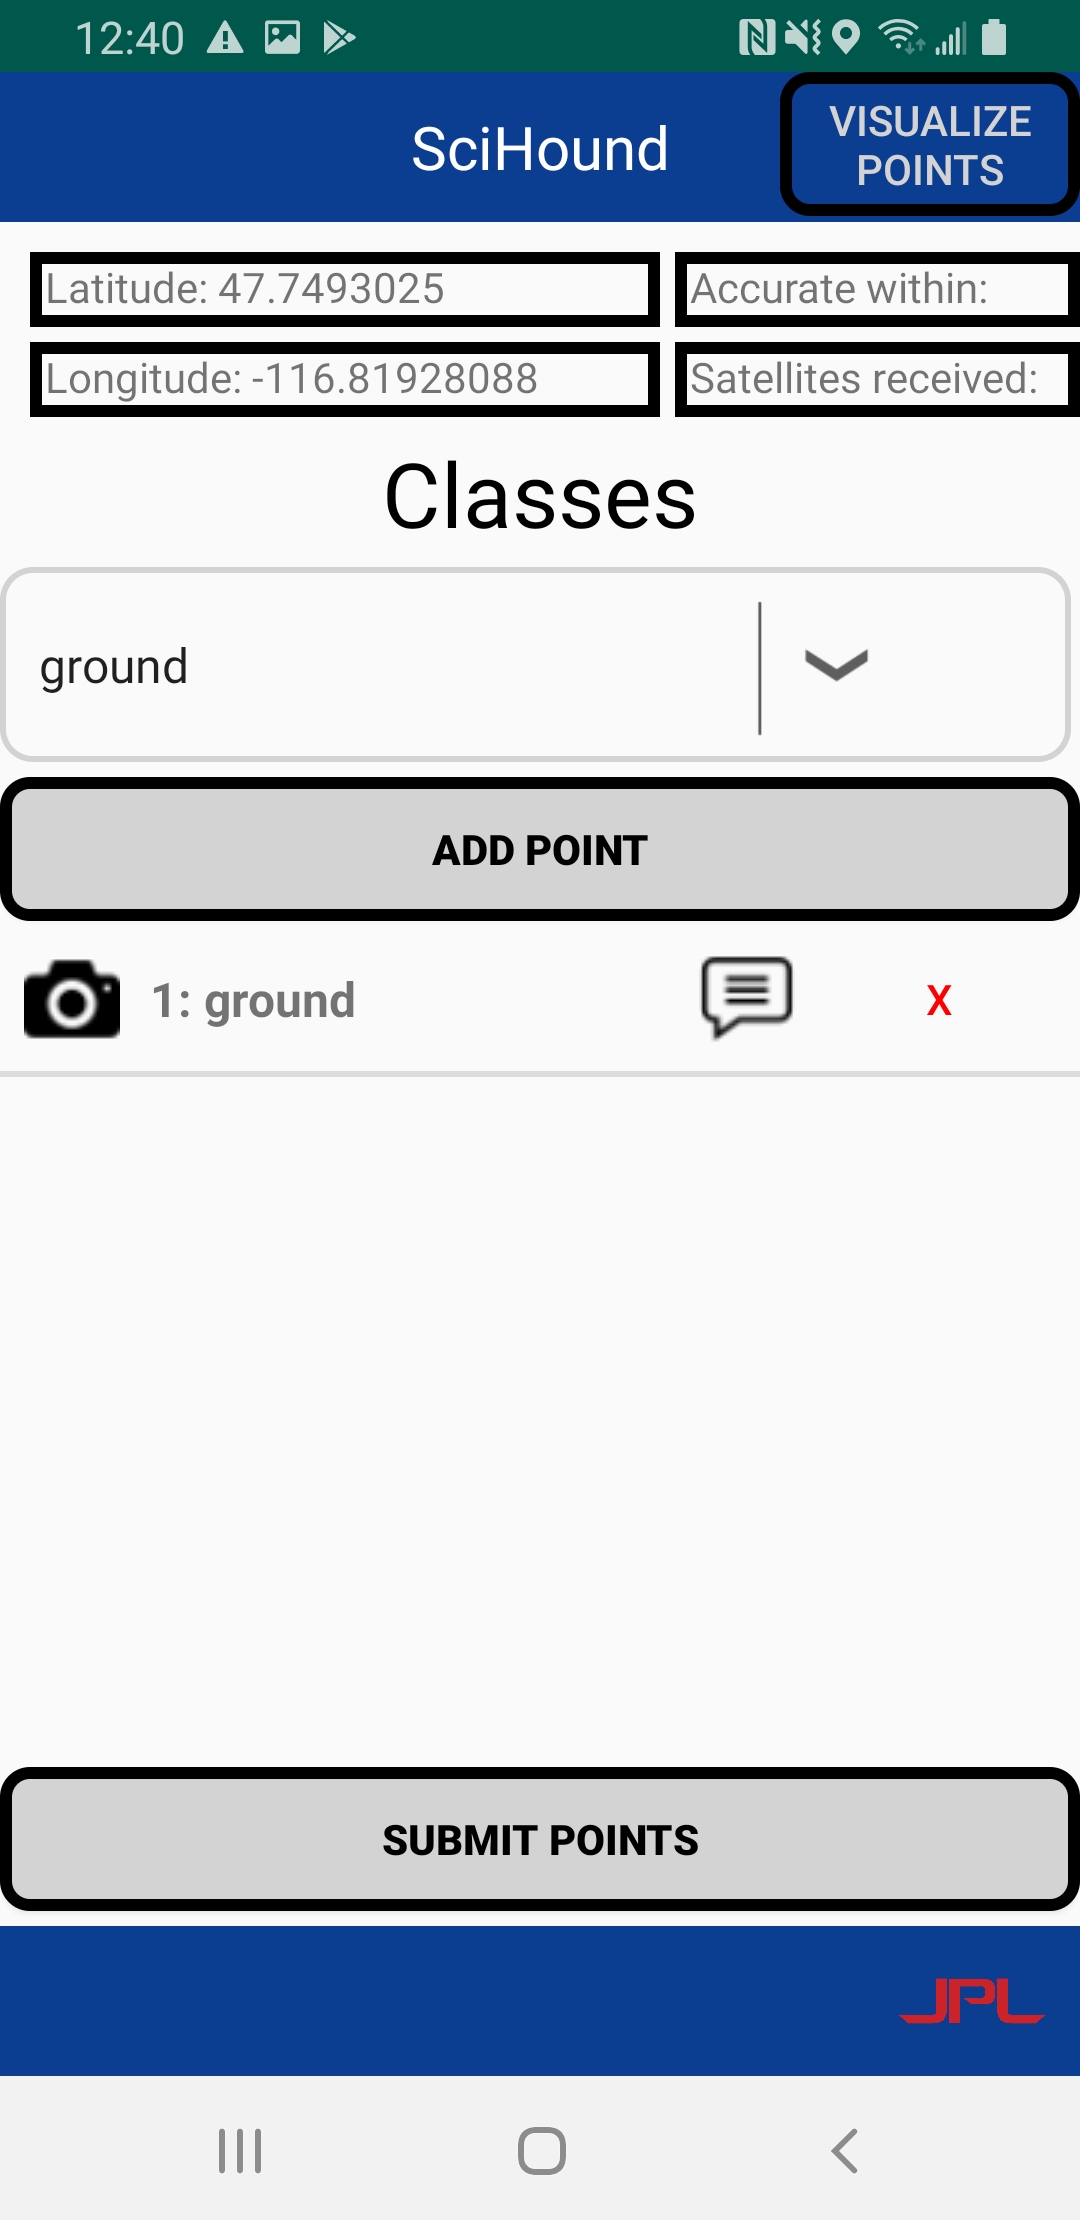 12:40
SciHound
VISUALIZE
POINTS
Latitude: 47.7493025
Accurate within:
Longitude: -116.81928088
Satellites received:
Classes
ground
ADD POINT
1: ground
X
SUBMIT POINTS
JPL